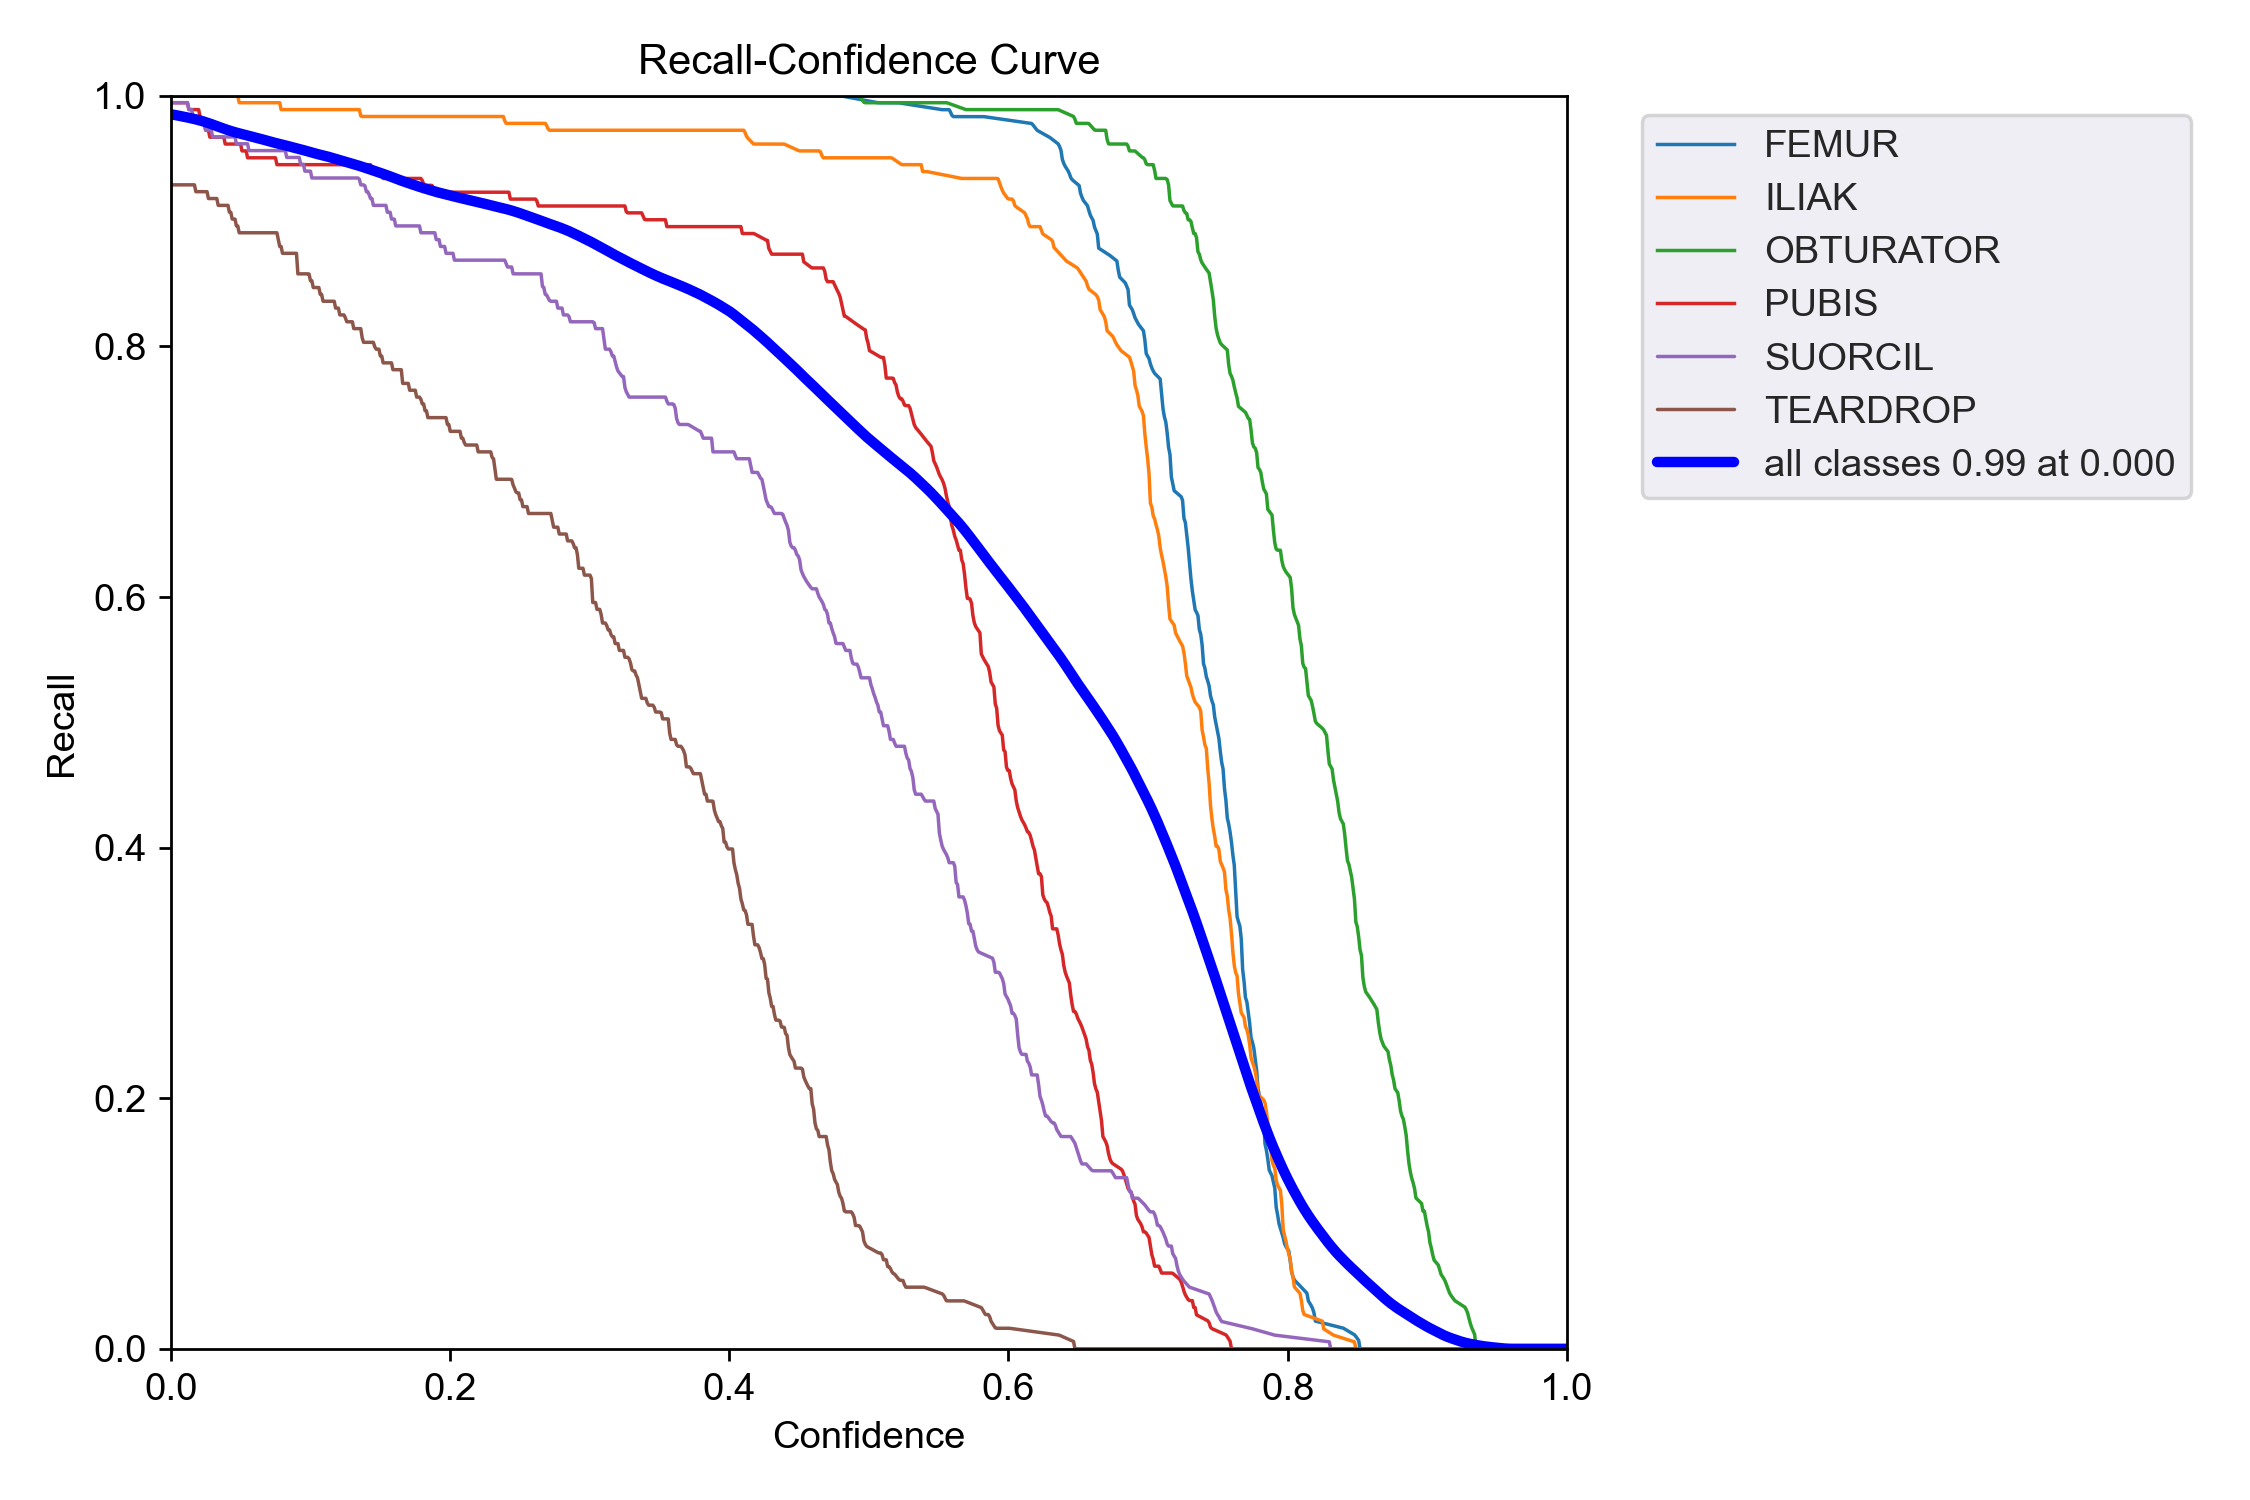 Recall-Confidence Curve
1.0
0.8
0.6
0.4
0.2
0.0
Recall
0.0 0.2 0.4 0.6 0.8 1.0
Confidence
FEMUR
ILIAK
OBTURATOR
PUBIS
SUORCIL
TEARDROP
all classes 0.99 at 0.000